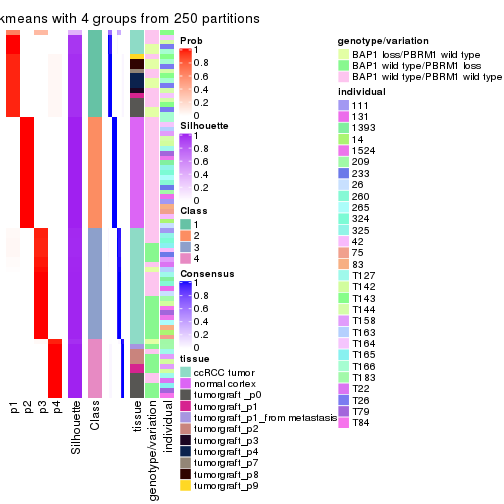 kmeans with 4 groups from 250 partitions
Prob
1
0.8
0.6
0.4
0.2
0
Silhouette
1
0.8
0.6
0.4
0.2
0
Class
1
2
3
4
Consensus
1
0.8
0.6
0.4
0.2
0
tissue
ccRCC tumor
normal cortex
tumorgraft_p0
tumorgraft_p1
tumorgraft_p1_from metastasis
tumorgraft_p2
tumorgraft_p3
tumorgraft_p4
tumorgraft_p7
tumorgraft_p8
tumorgraft_p9
genotype/variation
BAP1 loss/PBRM1 wild type
BAP1 wild type/PBRM1 loss
BAP1 wild type/PBRM1 wild type
individual
111
131
1393
14
1524
209
233
26
260
265
324
325
42
75
83
T127
T142
T143
T144
T158
T163
T164
T165
T166
T183
T22
T26
T79
T84
p1
p2
p3
p4
Silhouette
Class
tissue
genotype/variation
individual